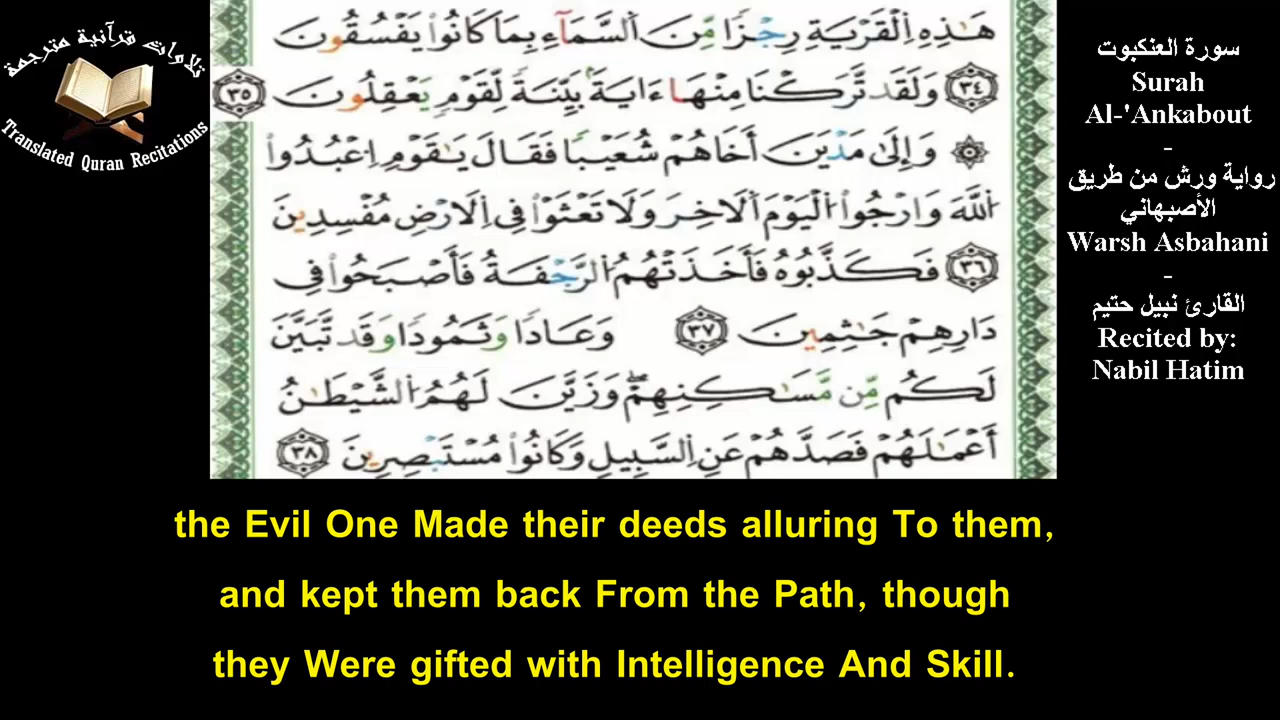 تلاوات قرآنية مترجمة
Translated Quran Recitations
هَٰذِهِ اِ۬لْقَرْيَةِ رِجْزاٗ مِّنَ اَ۬لسَّمَآءِ بِمَا كَانُواْ يَفْسُقُونَ
٣٤ وَلَقَد تَّرَكْنَا مِنْهَا ءَايَةَۢ بَيِّنَةٗ لِّقَوْمٖ يَعْقِلُونَ ٣٥
۞ وَإِلَىٰ مَدْيَنَ أَخَاهُمْ شُعَيْباٗ فَقَالَ يَٰقَوْمِ اِ۟عْبُدُواْ
اُ۬للَّهَ وَارْجُواْ اُ۬لْيَوْمَ اَ۬لَاخِرَ وَلَا تَعْثَوْاْ فِى اِ۬لَارْضِ مُفْسِدِينَ
٣٦ فَكَذَّبُوهُ فَأَخَذَتْهُمُ اُ۬لرَّجْفَةُ فَأَصْبَحُواْ فِى
دَارِهِمْ جَٰثِمِينَ ٣٧ وَعَاداٗ وَثَمُوداٗ وَقَد تَّبَيَّنَ
لَكُم مِّن مَّسَٰكِنِهِمْۖ وَزَيَّنَ لَهُمُ اُ۬لشَّيْطَٰنُ
أَعْمَٰلَهُمْ فَصَدَّهُمْ عَنِ اِ۬لسَّبِيلِ وَكَانُواْ مُسْتَبْصِرِينَ ٣٨
سورة العنكبوت
Surah
Al-'Ankabout
-
رواية ورش من طريق
الأصبهاني
Warsh Asbahani
-
القارئ نبيل حتيم
Recited by:
Nabil Hatim
the Evil One Made their deeds alluring To them,
and kept them back From the Path, though
they Were gifted with Intelligence And Skill.